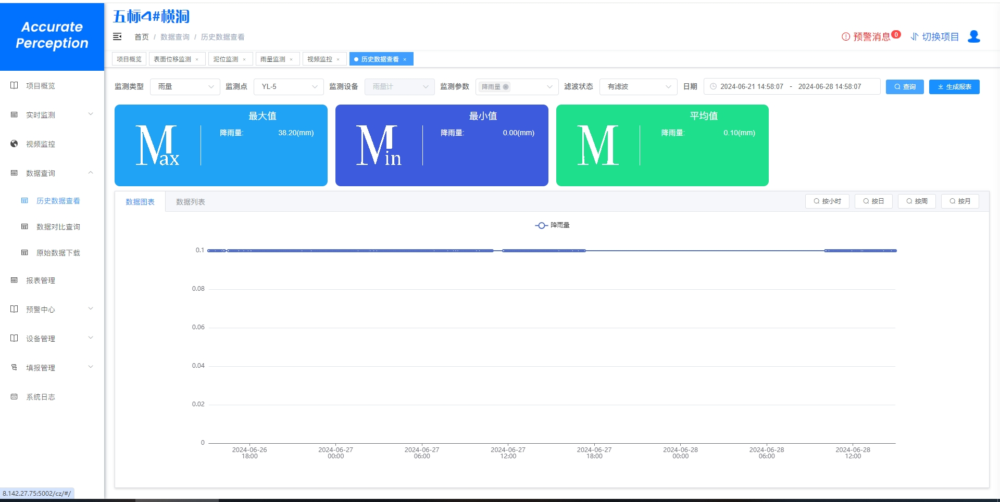 Accurate
Perception
五标4#横洞
首页 / 数据查询 / 历史数据查看
预警消息 0 切换项目
项目概览 表面位移监测 × 泥位监测 × 雨量监测 × 视频监控 × 历史数据查看 ×
项目概览
实时监测
视频监控
数据查询
历史数据查看
数据对比查询
原始数据下载
报表管理
预警中心
设备管理
填报管理
系统日志
监测类型 雨量 监测点 YL-5 监测设备 雨量计 监测参数 降雨量 滤波状态 有滤波 日期 2024-06-21 14:58:07 - 2024-06-28 14:58:07 查询 生成报表
Max
最大值
降雨量: 38.20(mm)
Min
最小值
降雨量: 0.00(mm)
M
平均值
降雨量: 0.10(mm)
数据图表 数据列表 按小时 按日 按周 按月
降雨量
0.1
0.08
0.06
0.04
0.02
0
2024-06-26 2024-06-27 2024-06-27 2024-06-27 2024-06-27 2024-06-28 2024-06-28 2024-06-28
18:00 00:00 06:00 12:00 18:00 00:00 06:00 12:00
8.142.27.75:5002/cz/#/